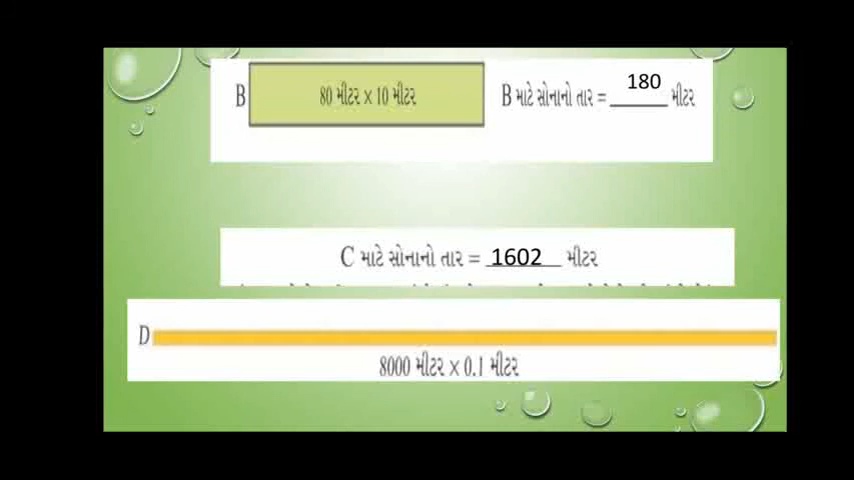 B 80 મીટર x 10 મીટર B માટે સોનાનો તાર = 180 મીટર
C માટે સોનાનો તાર = 1602 મીટર
D
8000 મીટર x 0.1 મીટર